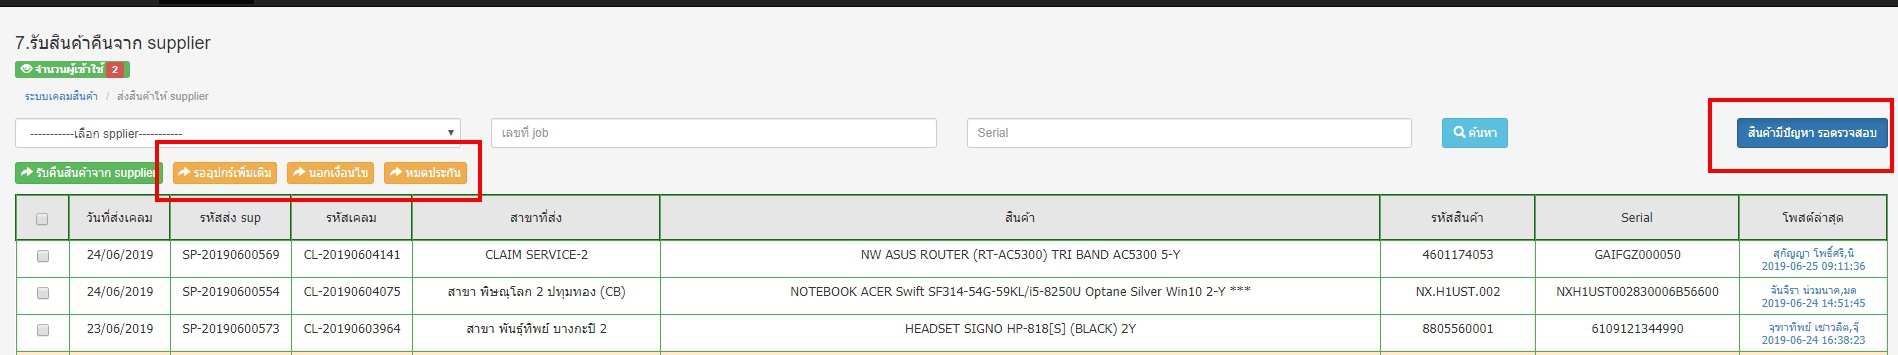 7.รับสินค้าคืนจาก supplier
จำนวนผู้เข้าใช้ 2
ระบบเคลมสินค้า / ส่งสินค้าให้ supplier
-----------เลือก spplier-----------
เลขที่ job
Serial
ค้นหา
สินค้ามีปัญหา รอตรวจสอบ
รับคืนสินค้าจาก supplier
รออุปกร์เพิ่มเติม
นอกเงื่อนไข
หมดประกัน
วันที่ส่งเคลม รหัสส่ง sup รหัสเคลม สาขาที่ส่ง สินค้า รหัสสินค้า Serial โพสต์ล่าสุด
24/06/2019 SP-20190600569 CL-20190604141 CLAIM SERVICE-2 NW ASUS ROUTER (RT-AC5300) TRI BAND AC5300 5-Y 4601174053 GAIFGZ000050 สุกัญญา โพธิ์ศรี,นิ
2019-06-25 09:11:36
24/06/2019 SP-20190600554 CL-20190604075 สาขา พิษณุโลก 2 ปทุมทอง (CB) NOTEBOOK ACER Swift SF314-54G-59KL/i5-8250U Optane Silver Win10 2-Y *** NX.H1UST.002 NXH1UST002830006B56600 จันจิรา น่วมนาค,มด
2019-06-24 14:51:45
23/06/2019 SP-20190600573 CL-20190603964 สาขา พันธุ์ทิพย์ บางกะปิ 2 HEADSET SIGNO HP-818[S] (BLACK) 2Y 8805560001 6109121344990 จุฑาทิพย์ เชาวลิต,จุ๊
2019-06-24 16:38:23